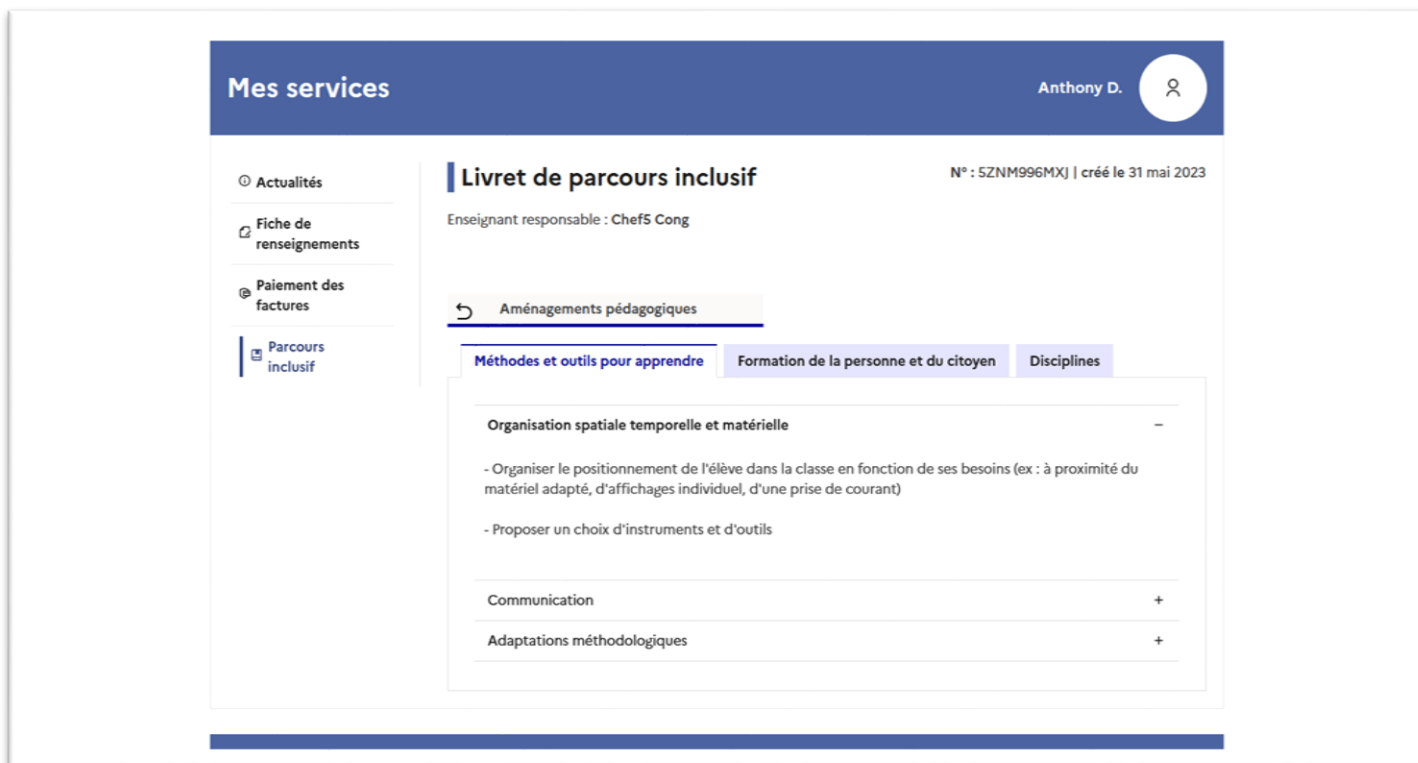 Mes services
Anthony D.
Actualités
Fiche de
renseignements
Paiement des
factures
Parcours
inclusif
Livret de parcours inclusif
N° : 5ZNM996MXJ | créé le 31 mai 2023
Enseignant responsable : Chef5 Cong
Aménagements pédagogiques
Méthodes et outils pour apprendre
Formation de la personne et du citoyen
Disciplines
Organisation spatiale temporelle et matérielle −
- Organiser le positionnement de l'élève dans la classe en fonction de ses besoins (ex : à proximité du
matériel adapté, d'affichages individuel, d'une prise de courant)
- Proposer un choix d'instruments et d'outils
Communication +
Adaptations méthodologiques +